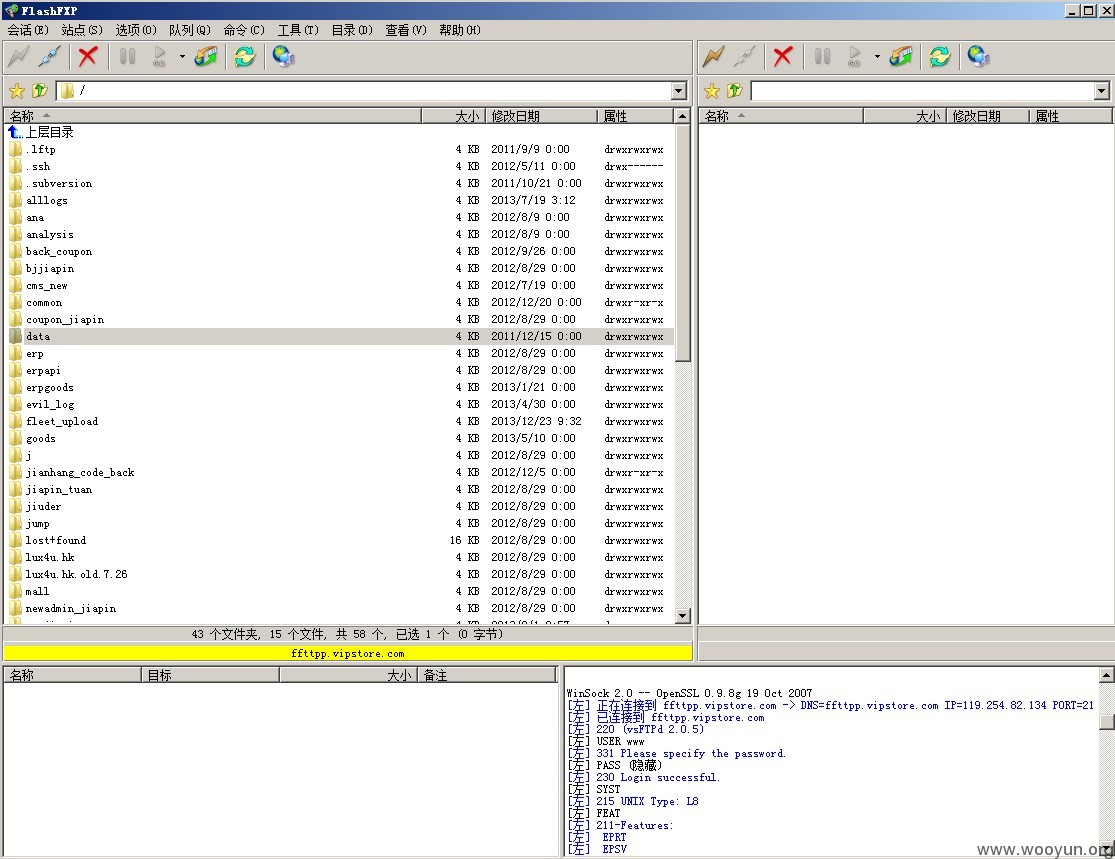 FlashFXP
会话(E) 站点(S) 选项(O) 队列(Q) 命令(C) 工具(T) 目录(D) 查看(V) 帮助(H)
/
名称 大小 修改日期 属性 名称 大小 修改日期 属性
上层目录
.lftp 4 KB 2011/9/9 0:00 drwxrwxrwx
.ssh 4 KB 2012/5/11 0:00 drwx------
.subversion 4 KB 2011/10/21 0:00 drwxrwxrwx
alllogs 4 KB 2013/7/19 3:12 drwxrwxrwx
ana 4 KB 2012/8/9 0:00 drwxrwxrwx
analysis 4 KB 2012/8/9 0:00 drwxrwxrwx
back_coupon 4 KB 2012/9/26 0:00 drwxrwxrwx
bjjiapin 4 KB 2012/8/29 0:00 drwxrwxrwx
cms_new 4 KB 2012/7/19 0:00 drwxrwxrwx
common 4 KB 2012/12/20 0:00 drwxr-xr-x
coupon_jiapin 4 KB 2012/8/29 0:00 drwxrwxrwx
data 4 KB 2011/12/15 0:00 drwxrwxrwx
erp 4 KB 2012/8/29 0:00 drwxrwxrwx
erpapi 4 KB 2012/8/29 0:00 drwxrwxrwx
erpgoods 4 KB 2013/1/21 0:00 drwxrwxrwx
evil_log 4 KB 2013/4/30 0:00 drwxrwxrwx
fleet_upload 4 KB 2013/12/23 9:32 drwxrwxrwx
goods 4 KB 2013/5/10 0:00 drwxrwxrwx
j 4 KB 2012/8/29 0:00 drwxrwxrwx
jianhang_code_back 4 KB 2012/12/5 0:00 drwxr-xr-x
jiapin_tuan 4 KB 2012/8/29 0:00 drwxrwxrwx
jiuder 4 KB 2012/8/29 0:00 drwxrwxrwx
jump 4 KB 2012/8/29 0:00 drwxrwxrwx
lost+found 16 KB 2012/8/29 0:00 drwxrwxrwx
lux4u.hk 4 KB 2012/8/29 0:00 drwxrwxrwx
lux4u.hk.old.7.26 4 KB 2012/8/29 0:00 drwxrwxrwx
mall 4 KB 2012/8/29 0:00 drwxrwxrwx
newadmin_jiapin 4 KB 2012/8/29 0:00 drwxrwxrwx
43 个文件夹, 15 个文件, 共 58 个, 已选 1 个 (0 字节)
ffttpp.vipstore.com
名称 目标 大小 备注
WinSock 2.0 -- OpenSSL 0.9.8g 19 Oct 2007
[左] 正在连接到 ffttpp.vipstore.com -> DNS=ffttpp.vipstore.com IP=119.254.82.134 PORT=21
[左] 已连接到 ffttpp.vipstore.com
[左] 220 (vsFTPd 2.0.5)
[左] USER www
[左] 331 Please specify the password.
[左] PASS (隐藏)
[左] 230 Login successful.
[左] SYST
[左] 215 UNIX Type: L8
[左] FEAT
[左] 211-Features:
[左] EPRT
[左] EPSV
www.wooyun.org